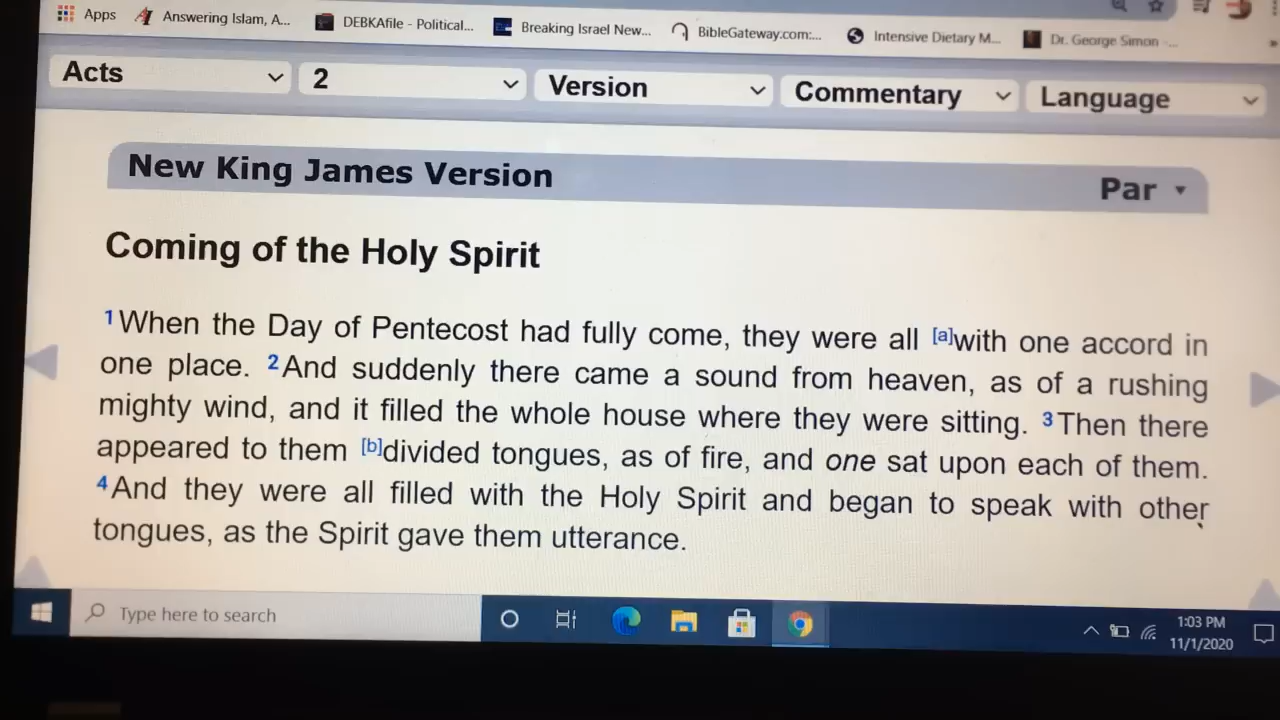 Apps Answering Islam, A... DEBKAfile - Political... Breaking Israel New... BibleGateway.com:... Intensive Dietary M... Dr. George Simon -...
Acts 2 Version Commentary Language
New King James Version Par
Coming of the Holy Spirit
1When the Day of Pentecost had fully come, they were all [a]with one accord in
one place. 2And suddenly there came a sound from heaven, as of a rushing
mighty wind, and it filled the whole house where they were sitting. 3Then there
appeared to them [b]divided tongues, as of fire, and one sat upon each of them.
4And they were all filled with the Holy Spirit and began to speak with other
tongues, as the Spirit gave them utterance.
Type here to search
1:03 PM
11/1/2020